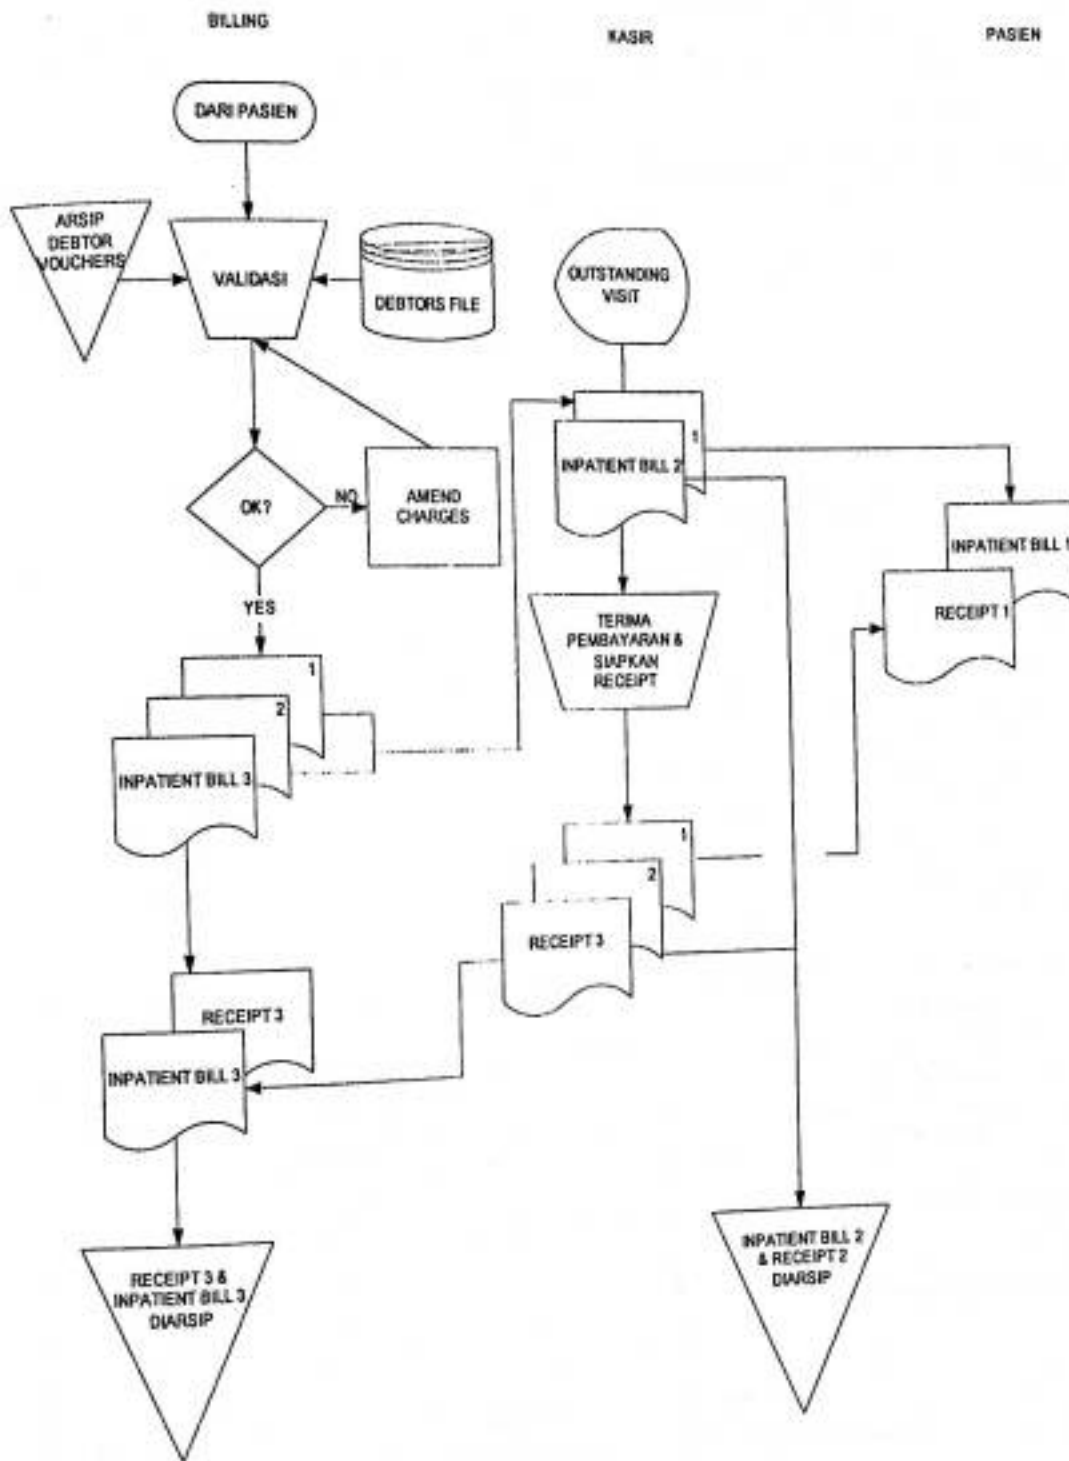 BILLING
KASIR
PASIEN
DARI PASIEN
ARSIP
DEBTOR
VOUCHERS
VALIDASI
DEBTORS FILE
OUTSTANDING
VISIT
1
INPATIENT BILL 2
OK?
NO
AMEND
CHARGES
INPATIENT BILL 1
RECEIPT 1
YES
TERIMA
PEMBAYARAN &
SIAPKAN
RECEIPT
1
2
INPATIENT BILL 3
1
2
RECEIPT 3
RECEIPT 3
INPATIENT BILL 3
INPATIENT BILL 2
& RECEIPT 2
DIARSIP
RECEIPT 3 &
INPATIENT BILL 3
DIARSIP